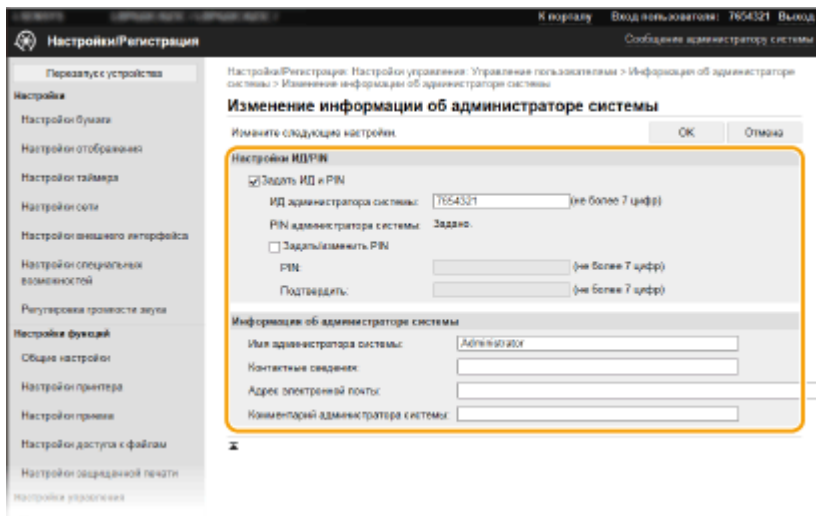 К порталу Вход пользователя: 7654321 Выход
Настройки/Регистрация
Сообщение администратору системы
Перезапуск устройства
Настройки
Настройки бумаги
Настройки отображения
Настройки таймера
Настройки сети
Настройки внешнего интерфейса
Настройки специальных
возможностей
Регулировка громкости звука
Настройки функций
Общие настройки
Настройки принтера
Настройки приема
Настройки доступа к файлам
Настройки защищенной печати
Настройки управления
Настройки/Регистрация: Настройки управления: Управление пользователями > Информация об администраторе
системы > Изменение информации об администраторе системы
Изменение информации об администраторе системы
Измените следующие настройки.
OK Отмена
Настройки ИД/PIN
Задать ИД и PIN
ИД администратора системы: 7654321 (не более 7 цифр)
PIN администратора системы: Задано.
Задать/изменить PIN
PIN: (не более 7 цифр)
Подтвердить: (не более 7 цифр)
Информация об администраторе системы
Имя администратора системы: Administrator
Контактные сведения:
Адрес электронной почты:
Комментарий администратора системы: